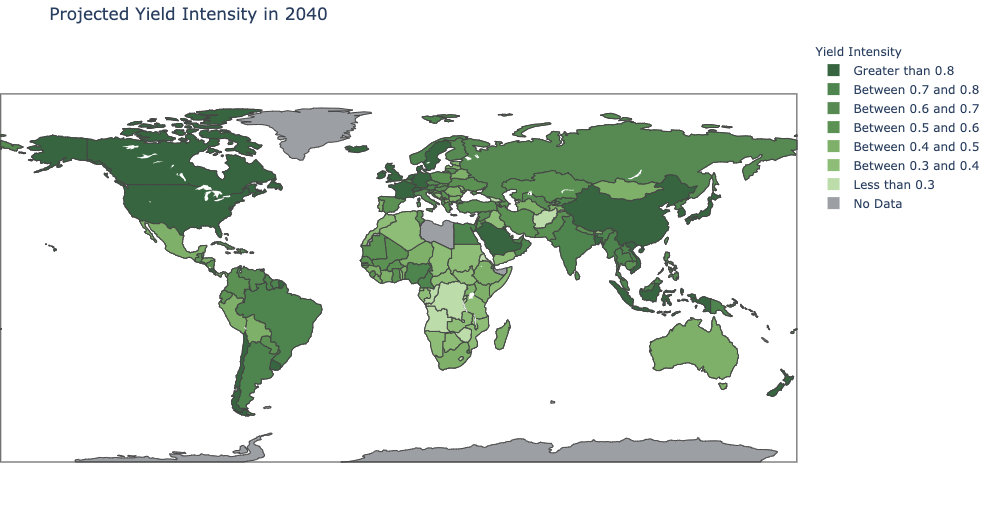 Projected Yield Intensity in 2040
Yield Intensity
Greater than 0.8
Between 0.7 and 0.8
Between 0.6 and 0.7
Between 0.5 and 0.6
Between 0.4 and 0.5
Between 0.3 and 0.4
Less than 0.3
No Data